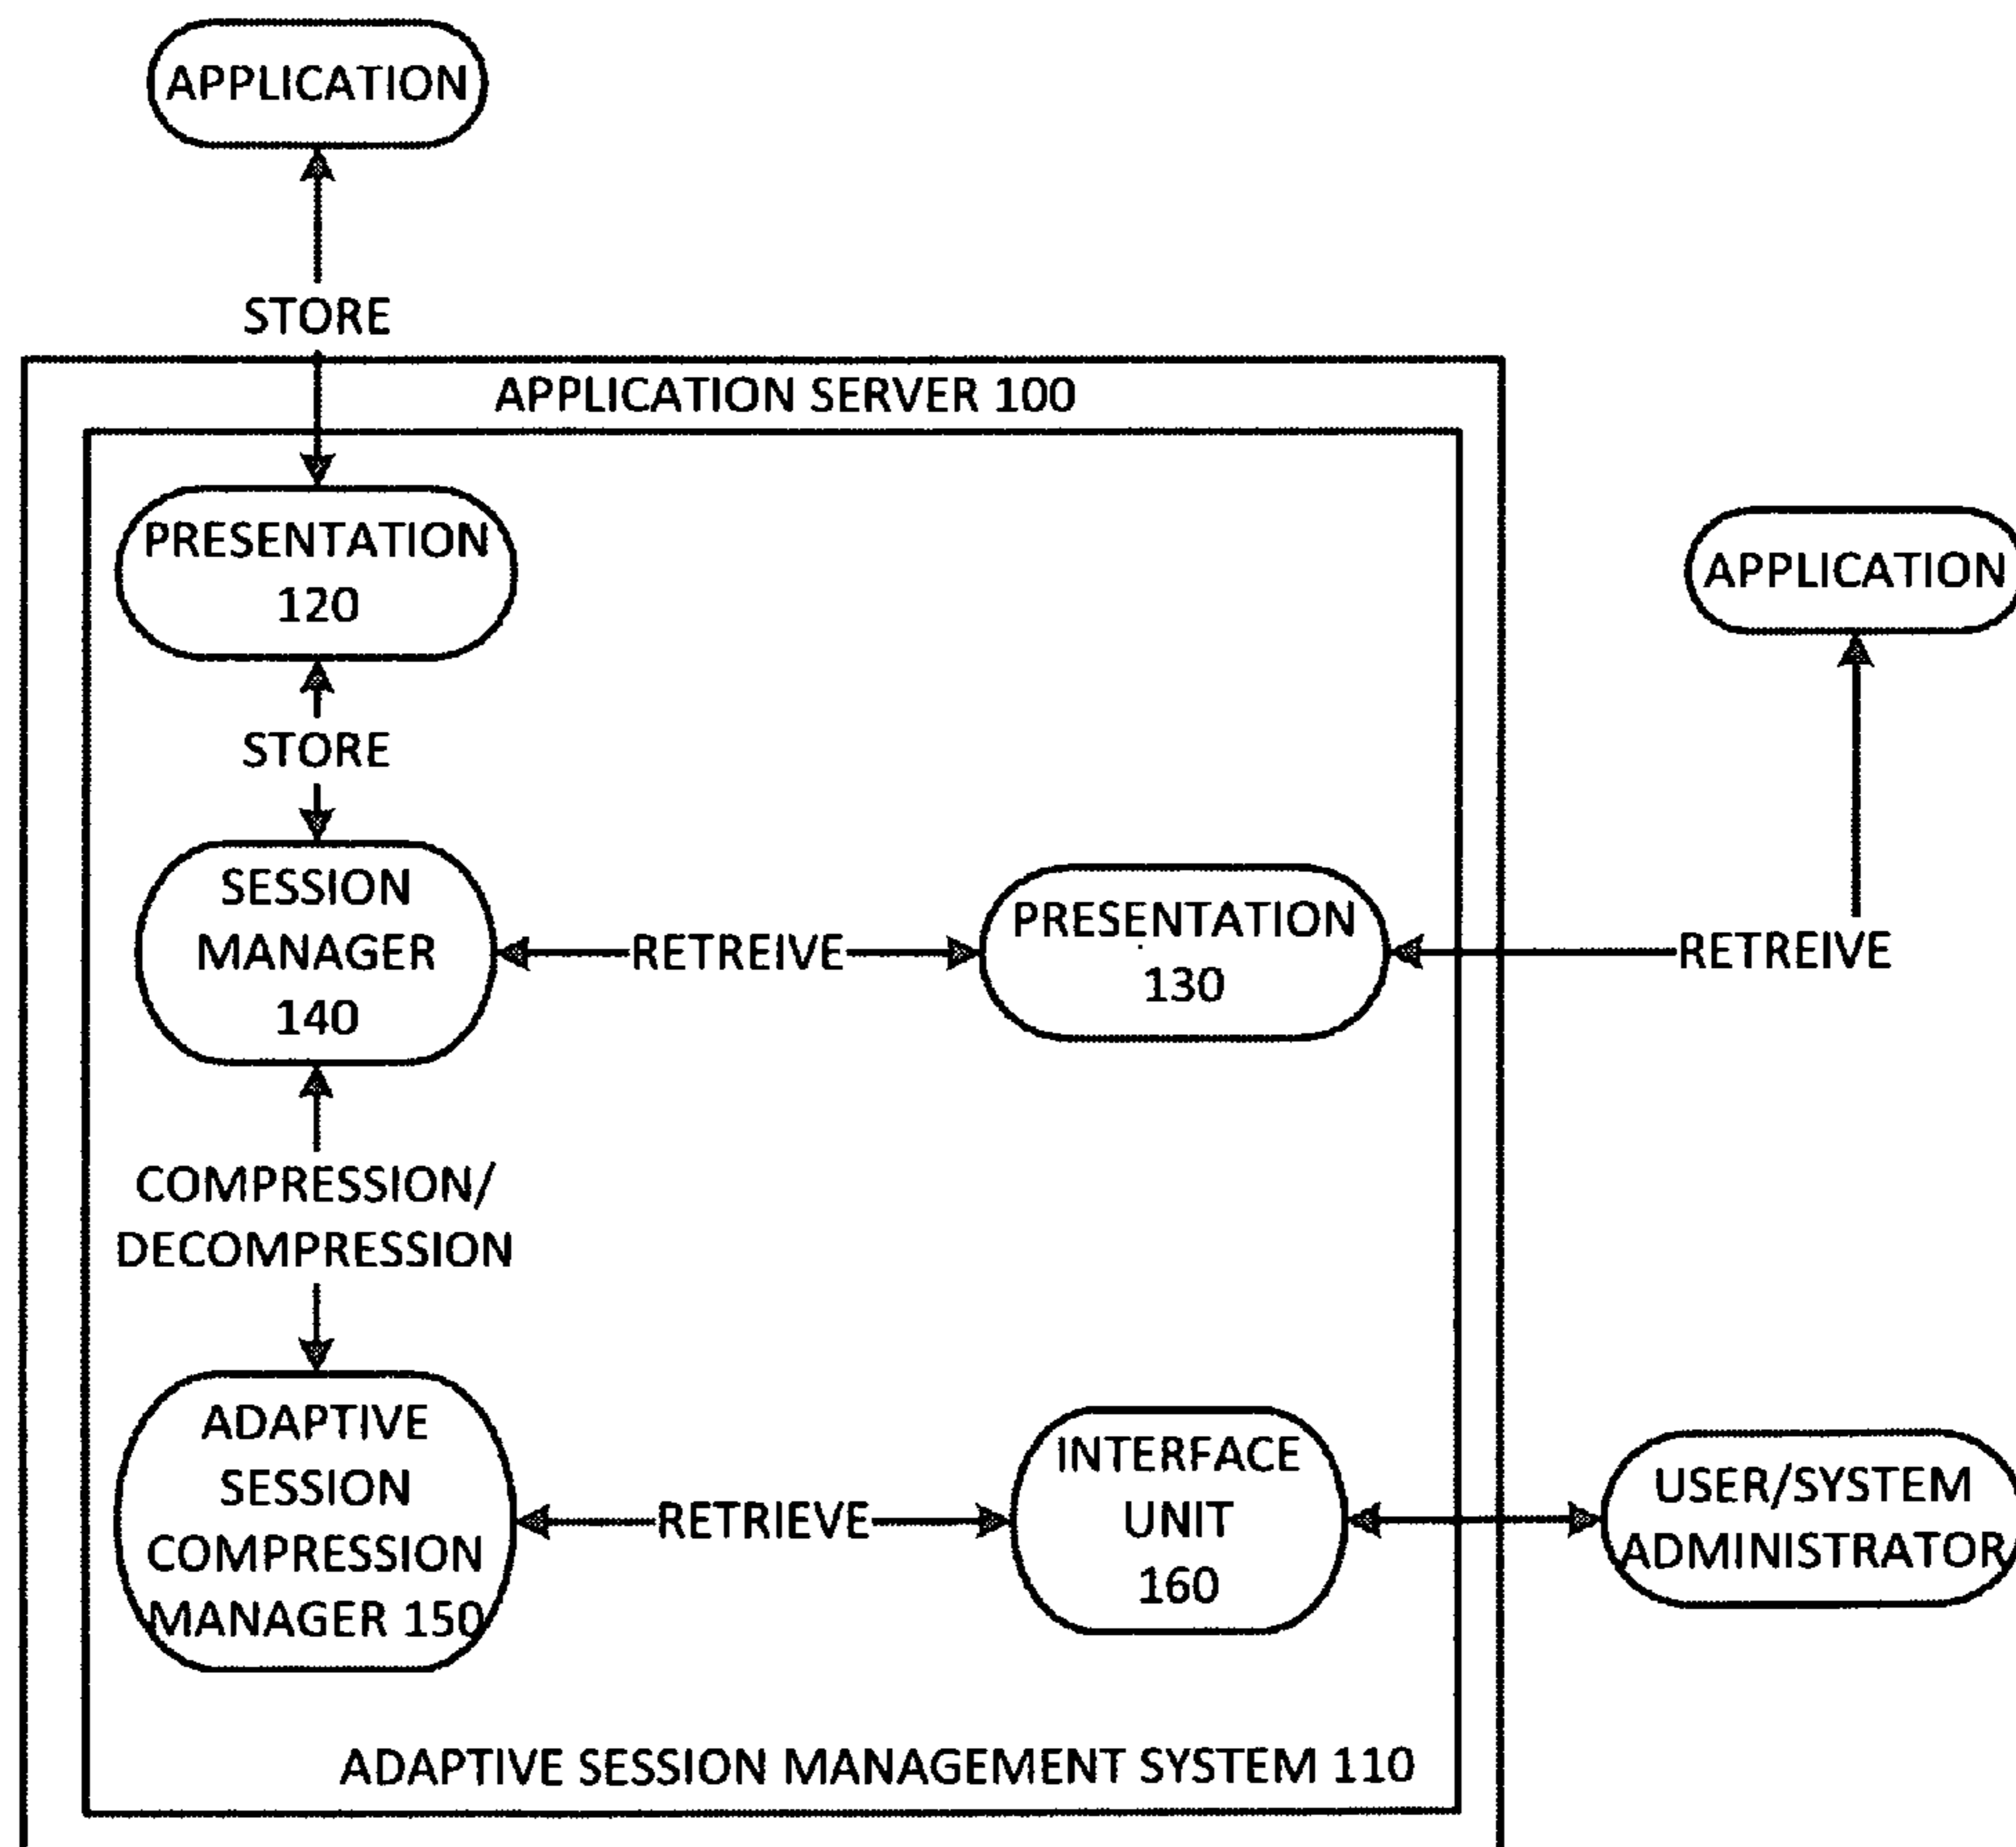 APPLICATION
STORE
APPLICATION SERVER 100
PRESENTATION
120
APPLICATION
STORE
SESSION
MANAGER
140
RETREIVE
PRESENTATION
130
RETREIVE
COMPRESSION/
DECOMPRESSION
ADAPTIVE
SESSION
COMPRESSION
MANAGER 150
RETRIEVE
INTERFACE
UNIT
160
USER/SYSTEM
ADMINISTRATOR
ADAPTIVE SESSION MANAGEMENT SYSTEM 110